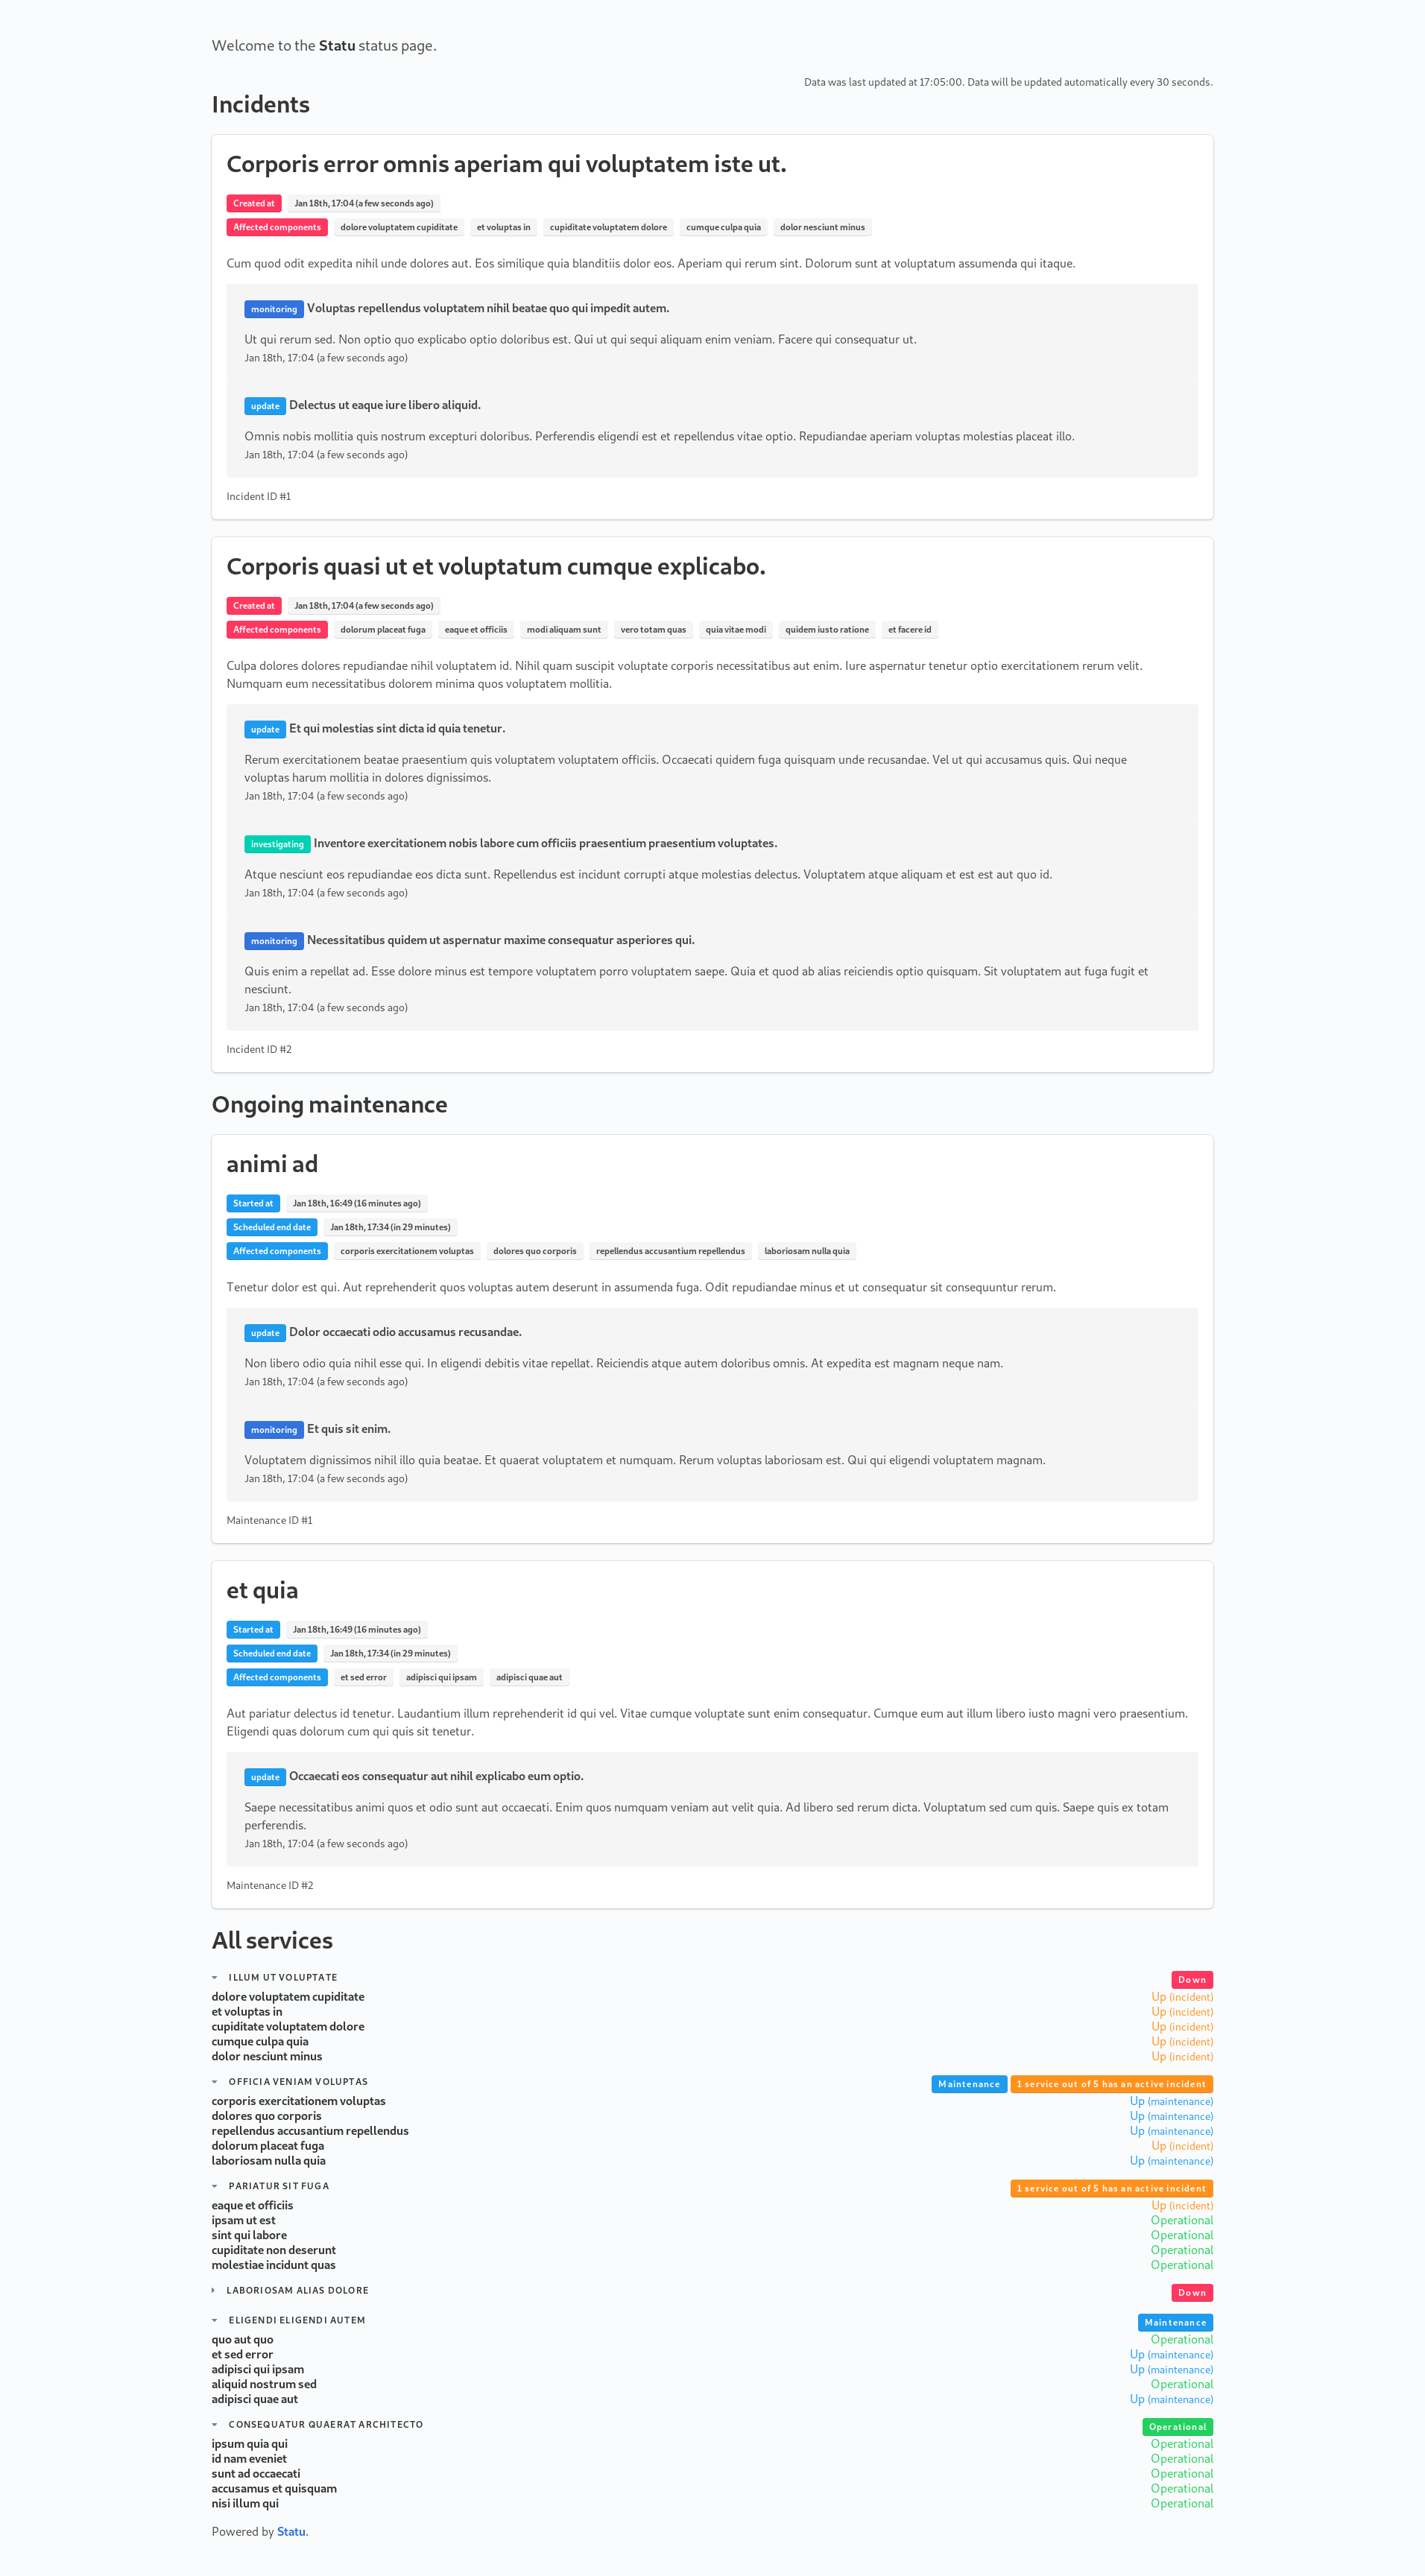 Welcome to the Statu status page.
Data was last updated at 17:05:00. Data will be updated automatically every 30 seconds.
Incidents
Corporis error omnis aperiam qui voluptatem iste ut.
Created at Jan 18th, 17:04 (a few seconds ago)
Affected components dolore voluptatem cupiditate et voluptas in cupiditate voluptatem dolore cumque culpa quia dolor nesciunt minus
Cum quod odit expedita nihil unde dolores aut. Eos similique quia blanditiis dolor eos. Aperiam qui rerum sint. Dolorum sunt at voluptatum assumenda qui itaque.
monitoring Voluptas repellendus voluptatem nihil beatae quo qui impedit autem.
Ut qui rerum sed. Non optio quo explicabo optio doloribus est. Qui ut qui sequi aliquam enim veniam. Facere qui consequatur ut.
Jan 18th, 17:04 (a few seconds ago)
update Delectus ut eaque iure libero aliquid.
Omnis nobis mollitia quis nostrum excepturi doloribus. Perferendis eligendi est et repellendus vitae optio. Repudiandae aperiam voluptas molestias placeat illo.
Jan 18th, 17:04 (a few seconds ago)
Incident ID #1
Corporis quasi ut et voluptatum cumque explicabo.
Created at Jan 18th, 17:04 (a few seconds ago)
Affected components dolorum placeat fuga eaque et officiis modi aliquam sunt vero totam quas quia vitae modi quidem iusto ratione et facere id
Culpa dolores dolores repudiandae nihil voluptatem id. Nihil quam suscipit voluptate corporis necessitatibus aut enim. Iure aspernatur tenetur optio exercitationem rerum velit.
Numquam eum necessitatibus dolorem minima quos voluptatem mollitia.
update Et qui molestias sint dicta id quia tenetur.
Rerum exercitationem beatae praesentium quis voluptatem voluptatem officiis. Occaecati quidem fuga quisquam unde recusandae. Vel ut qui accusamus quis. Qui neque
voluptas harum mollitia in dolores dignissimos.
Jan 18th, 17:04 (a few seconds ago)
investigating Inventore exercitationem nobis labore cum officiis praesentium praesentium voluptates.
Atque nesciunt eos repudiandae eos dicta sunt. Repellendus est incidunt corrupti atque molestias delectus. Voluptatem atque aliquam et est est aut quo id.
Jan 18th, 17:04 (a few seconds ago)
monitoring Necessitatibus quidem ut aspernatur maxime consequatur asperiores qui.
Quis enim a repellat ad. Esse dolore minus est tempore voluptatem porro voluptatem saepe. Quia et quod ab alias reiciendis optio quisquam. Sit voluptatem aut fuga fugit et
nesciunt.
Jan 18th, 17:04 (a few seconds ago)
Incident ID #2
Ongoing maintenance
animi ad
Started at Jan 18th, 16:49 (16 minutes ago)
Scheduled end date Jan 18th, 17:34 (in 29 minutes)
Affected components corporis exercitationem voluptas dolores quo corporis repellendus accusantium repellendus laboriosam nulla quia
Tenetur dolor est qui. Aut reprehenderit quos voluptas autem deserunt in assumenda fuga. Odit repudiandae minus et ut consequatur sit consequuntur rerum.
update Dolor occaecati odio accusamus recusandae.
Non libero odio quia nihil esse qui. In eligendi debitis vitae repellat. Reiciendis atque autem doloribus omnis. At expedita est magnam neque nam.
Jan 18th, 17:04 (a few seconds ago)
monitoring Et quis sit enim.
Voluptatem dignissimos nihil illo quia beatae. Et quaerat voluptatem et numquam. Rerum voluptas laboriosam est. Qui qui eligendi voluptatem magnam.
Jan 18th, 17:04 (a few seconds ago)
Maintenance ID #1
et quia
Started at Jan 18th, 16:49 (16 minutes ago)
Scheduled end date Jan 18th, 17:34 (in 29 minutes)
Affected components et sed error adipisci qui ipsam adipisci quae aut
Aut pariatur delectus id tenetur. Laudantium illum reprehenderit id qui vel. Vitae cumque voluptate sunt enim consequatur. Cumque eum aut illum libero iusto magni vero praesentium.
Eligendi quas dolorum cum qui quis sit tenetur.
update Occaecati eos consequatur aut nihil explicabo eum optio.
Saepe necessitatibus animi quos et odio sunt aut occaecati. Enim quos numquam veniam aut velit quia. Ad libero sed rerum dicta. Voluptatum sed cum quis. Saepe quis ex totam
perferendis.
Jan 18th, 17:04 (a few seconds ago)
Maintenance ID #2
All services
ILLUM UT VOLUPTATE Down
dolore voluptatem cupiditate Up (incident)
et voluptas in Up (incident)
cupiditate voluptatem dolore Up (incident)
cumque culpa quia Up (incident)
dolor nesciunt minus Up (incident)
OFFICIA VENIAM VOLUPTAS Maintenance 1 service out of 5 has an active incident
corporis exercitationem voluptas Up (maintenance)
dolores quo corporis Up (maintenance)
repellendus accusantium repellendus Up (maintenance)
dolorum placeat fuga Up (incident)
laboriosam nulla quia Up (maintenance)
PARIATUR SIT FUGA 1 service out of 5 has an active incident
eaque et officiis Up (incident)
ipsam ut est Operational
sint qui labore Operational
cupiditate non deserunt Operational
molestiae incidunt quas Operational
LABORIOSAM ALIAS DOLORE Down
ELIGENDI ELIGENDI AUTEM Maintenance
quo aut quo Operational
et sed error Up (maintenance)
adipisci qui ipsam Up (maintenance)
aliquid nostrum sed Operational
adipisci quae aut Up (maintenance)
CONSEQUATUR QUAERAT ARCHITECTO Operational
ipsum quia qui Operational
id nam eveniet Operational
sunt ad occaecati Operational
accusamus et quisquam Operational
nisi illum qui Operational
Powered by Statu.